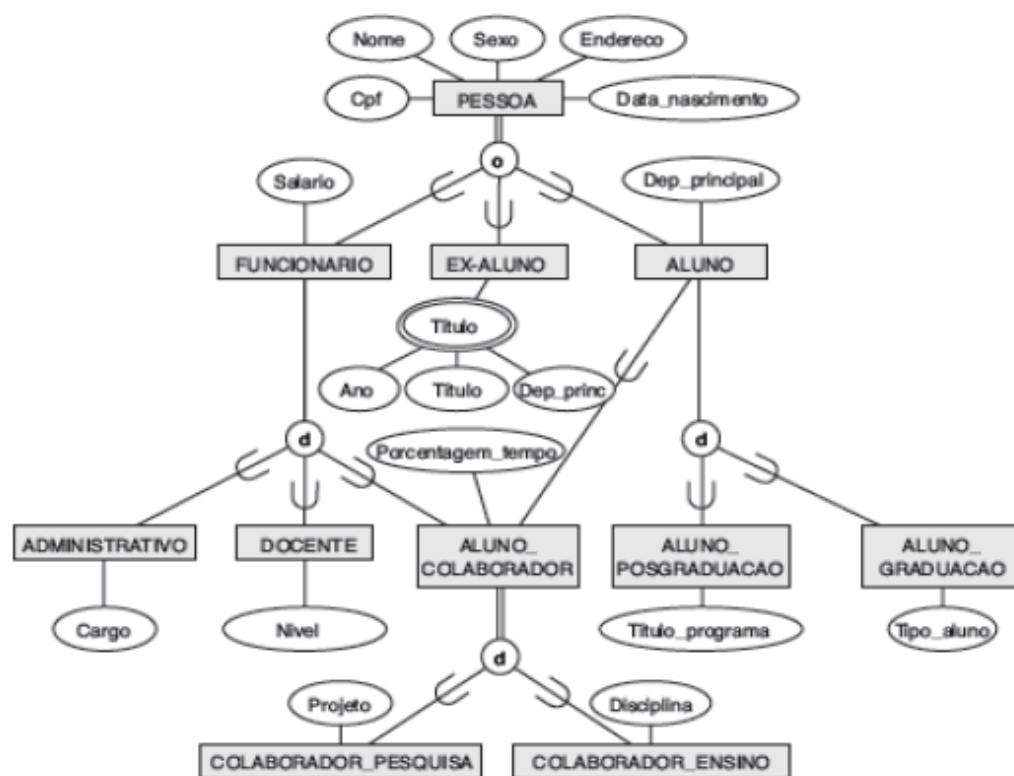 Nome
Sexo
Endereco
Cpf
PESSOA
Data_nascimento
o
Salario
Dep_principal
FUNCIONARIO
EX-ALUNO
ALUNO
Titulo
Ano
Titulo
Dep_princ
d
Porcentagem_tempo
d
ADMINISTRATIVO
DOCENTE
ALUNO_
COLABORADOR
ALUNO_
POSGRADUACAO
ALUNO_
GRADUACAO
Cargo
Nivel
Titulo_programa
Tipo_aluno
d
Projeto
Disciplina
COLABORADOR_PESQUISA
COLABORADOR_ENSINO